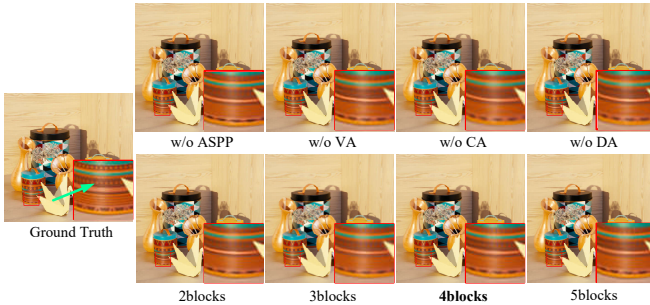 w/o ASPP
w/o VA
w/o CA
w/o DA
Ground Truth
2blocks
3blocks
4blocks
5blocks